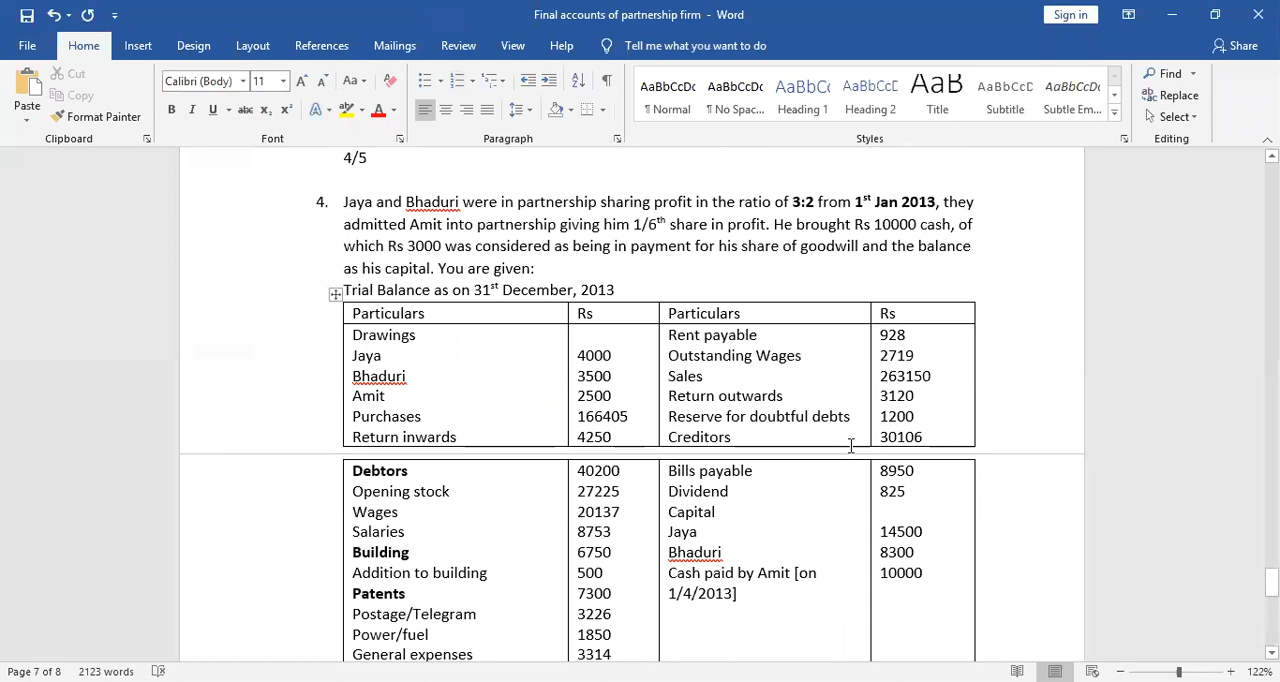 Final accounts of partnership firm - Word
Sign in
File Home Insert Design Layout References Mailings Review View Help Tell me what you want to do Share
Paste
Cut
Copy
Format Painter
Clipboard
Calibri (Body) 11
A A Aa
B I U abc x₂ x² A A
Font
Paragraph
AaBbCcDc AaBbCcDc AaBbCc AaBbCcC AaB AaBbCcD AaBbCcDc
¶ Normal ¶ No Spac... Heading 1 Heading 2 Title Subtitle Subtle Em...
Styles
Find
Replace
Select
Editing
4/5
4. Jaya and Bhaduri were in partnership sharing profit in the ratio of 3:2 from 1st Jan 2013, they
admitted Amit into partnership giving him 1/6th share in profit. He brought Rs 10000 cash, of
which Rs 3000 was considered as being in payment for his share of goodwill and the balance
as his capital. You are given:
Trial Balance as on 31st December, 2013
Particulars Rs Particulars Rs
Drawings Rent payable 928
Jaya 4000 Outstanding Wages 2719
Bhaduri 3500 Sales 263150
Amit 2500 Return outwards 3120
Purchases 166405 Reserve for doubtful debts 1200
Return inwards 4250 Creditors 30106
Debtors 40200 Bills payable 8950
Opening stock 27225 Dividend 825
Wages 20137 Capital
Salaries 8753 Jaya 14500
Building 6750 Bhaduri 8300
Addition to building 500 Cash paid by Amit [on 10000
Patents 7300 1/4/2013]
Postage/Telegram 3226
Power/fuel 1850
General expenses 3314
Page 7 of 8 2123 words 122%